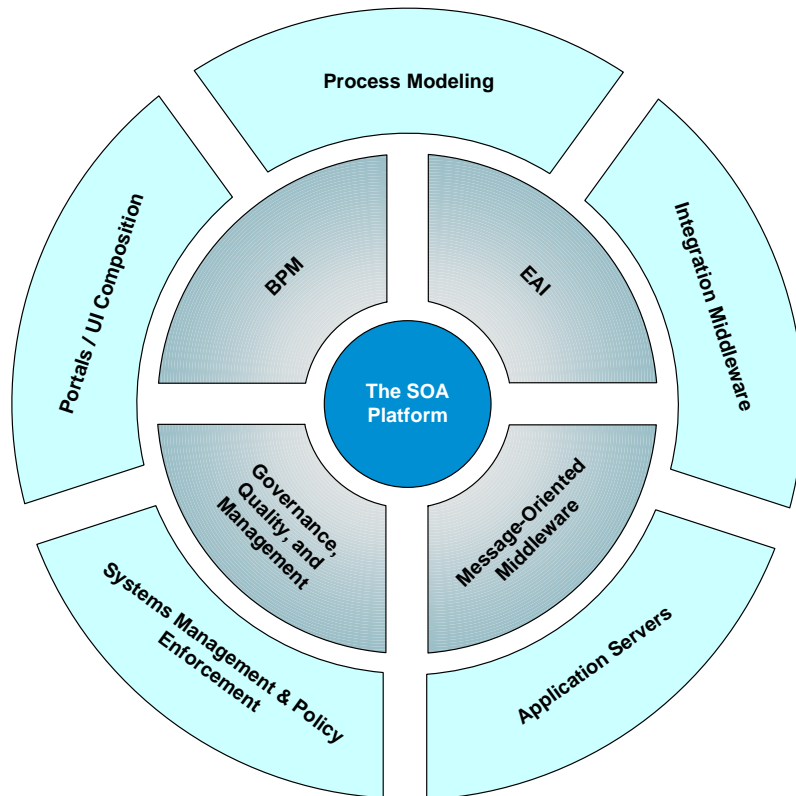 Process Modeling
Portals / UI Composition
Integration Middleware
BPM
EAI
The SOA
Platform
Governance,
Quality, and
Management
Message-Oriented
Middleware
Systems Management & Policy
Enforcement
Application Servers